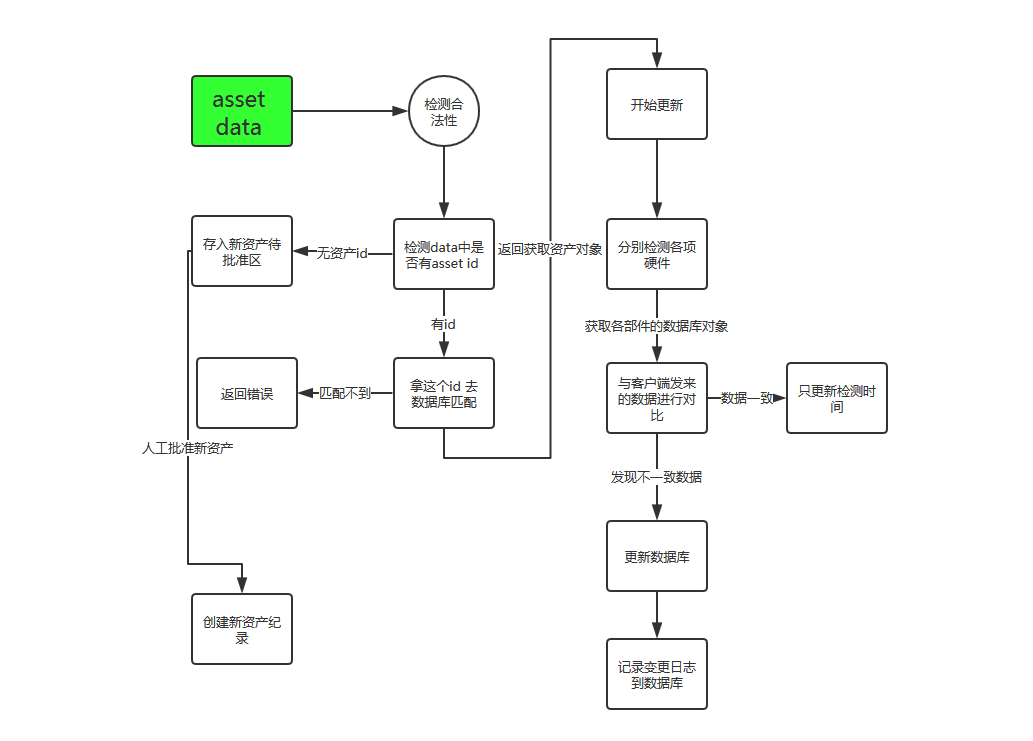 asset
data
检测合
法性
开始更新
存入新资产待
批准区
无资产id
检测data中是
否有asset id
返回获取资产对象
分别检测各项
硬件
有id
获取各部件的数据库对象
返回错误
匹配不到
拿这个id 去
数据库匹配
与客户端发来
的数据进行对
比
数据一致
只更新检测时
间
人工批准新资产
发现不一致数据
更新数据库
创建新资产纪
录
记录变更日志
到数据库